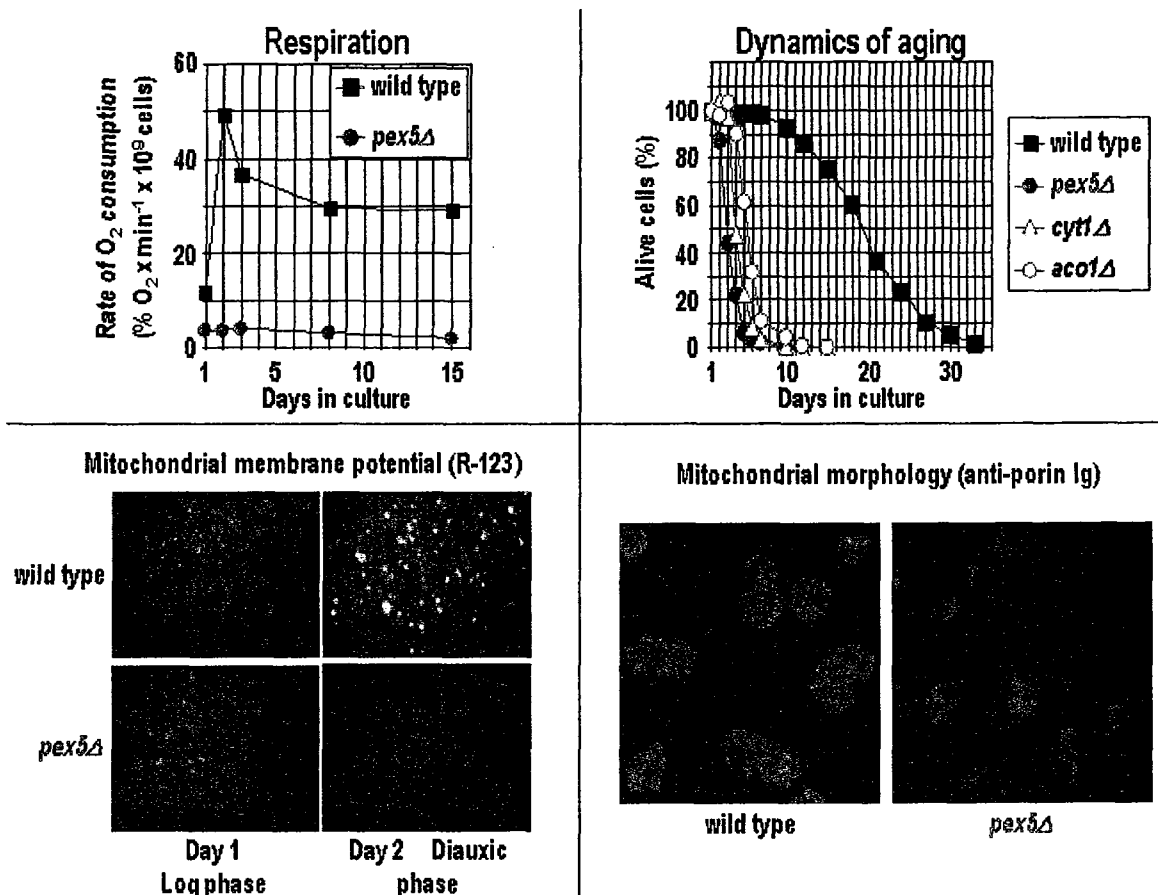 Respiration
60
40
20
0
Rate of O2 consumption
(% O2 x min-1 x 109 cells)
wild type
pex5Δ
1 5 10 15
Days in culture
Dynamics of aging
100
80
60
40
20
0
Alive cells (%)
1 10 20 30
Days in culture
wild type
pex5Δ
cyt1Δ
aco1Δ
Mitochondrial membrane potential (R-123)
wild type
pex5Δ
Day 1
Log phase
Day 2 Diauxic
phase
Mitochondrial morphology (anti-porin Ig)
wild type
pex5Δ